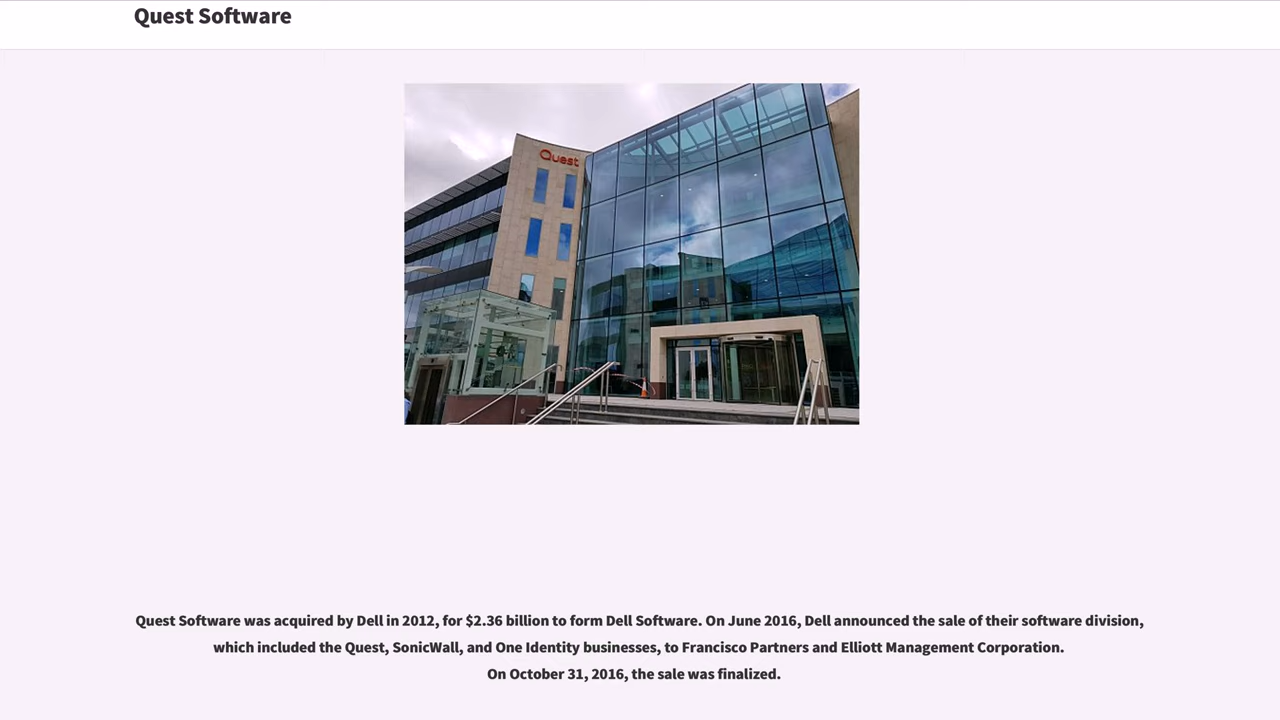 Quest Software
Quest
Quest Software was acquired by Dell in 2012, for $2.36 billion to form Dell Software. On June 2016, Dell announced the sale of their software division,
which included the Quest, SonicWall, and One Identity businesses, to Francisco Partners and Elliott Management Corporation.
On October 31, 2016, the sale was finalized.